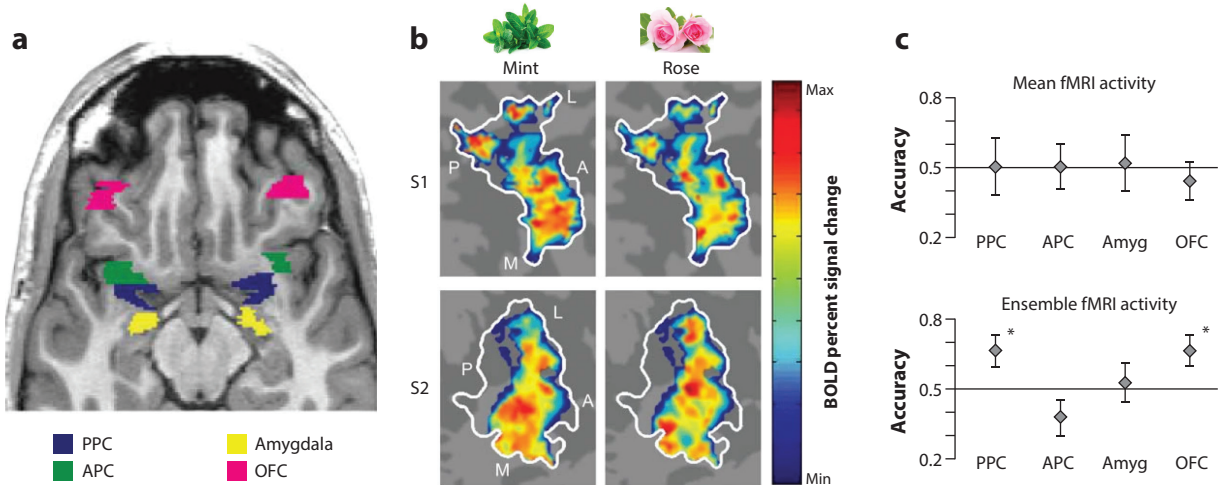 a
PPC
APC
Amygdala
OFC
b
Mint
Rose
S1
L
P
A
M
S2
L
P
A
M
Max
BOLD percent signal change
Min
c
Mean fMRI activity
Accuracy
0.8
0.5
0.2
PPC APC Amyg OFC
Ensemble fMRI activity
Accuracy
0.8
* *
0.5
0.2
PPC APC Amyg OFC